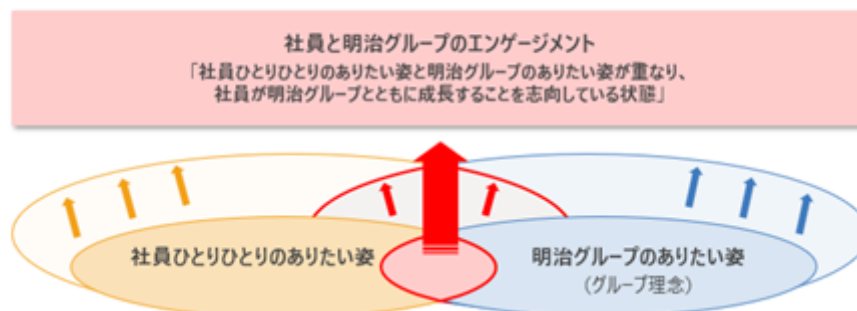 社員と明治グループのエンゲージメント
「社員ひとりひとりのありたい姿と明治グループのありたい姿が重なり、
社員が明治グループとともに成長することを志向している状態」
社員ひとりひとりのありたい姿
明治グループのありたい姿
(グループ理念)